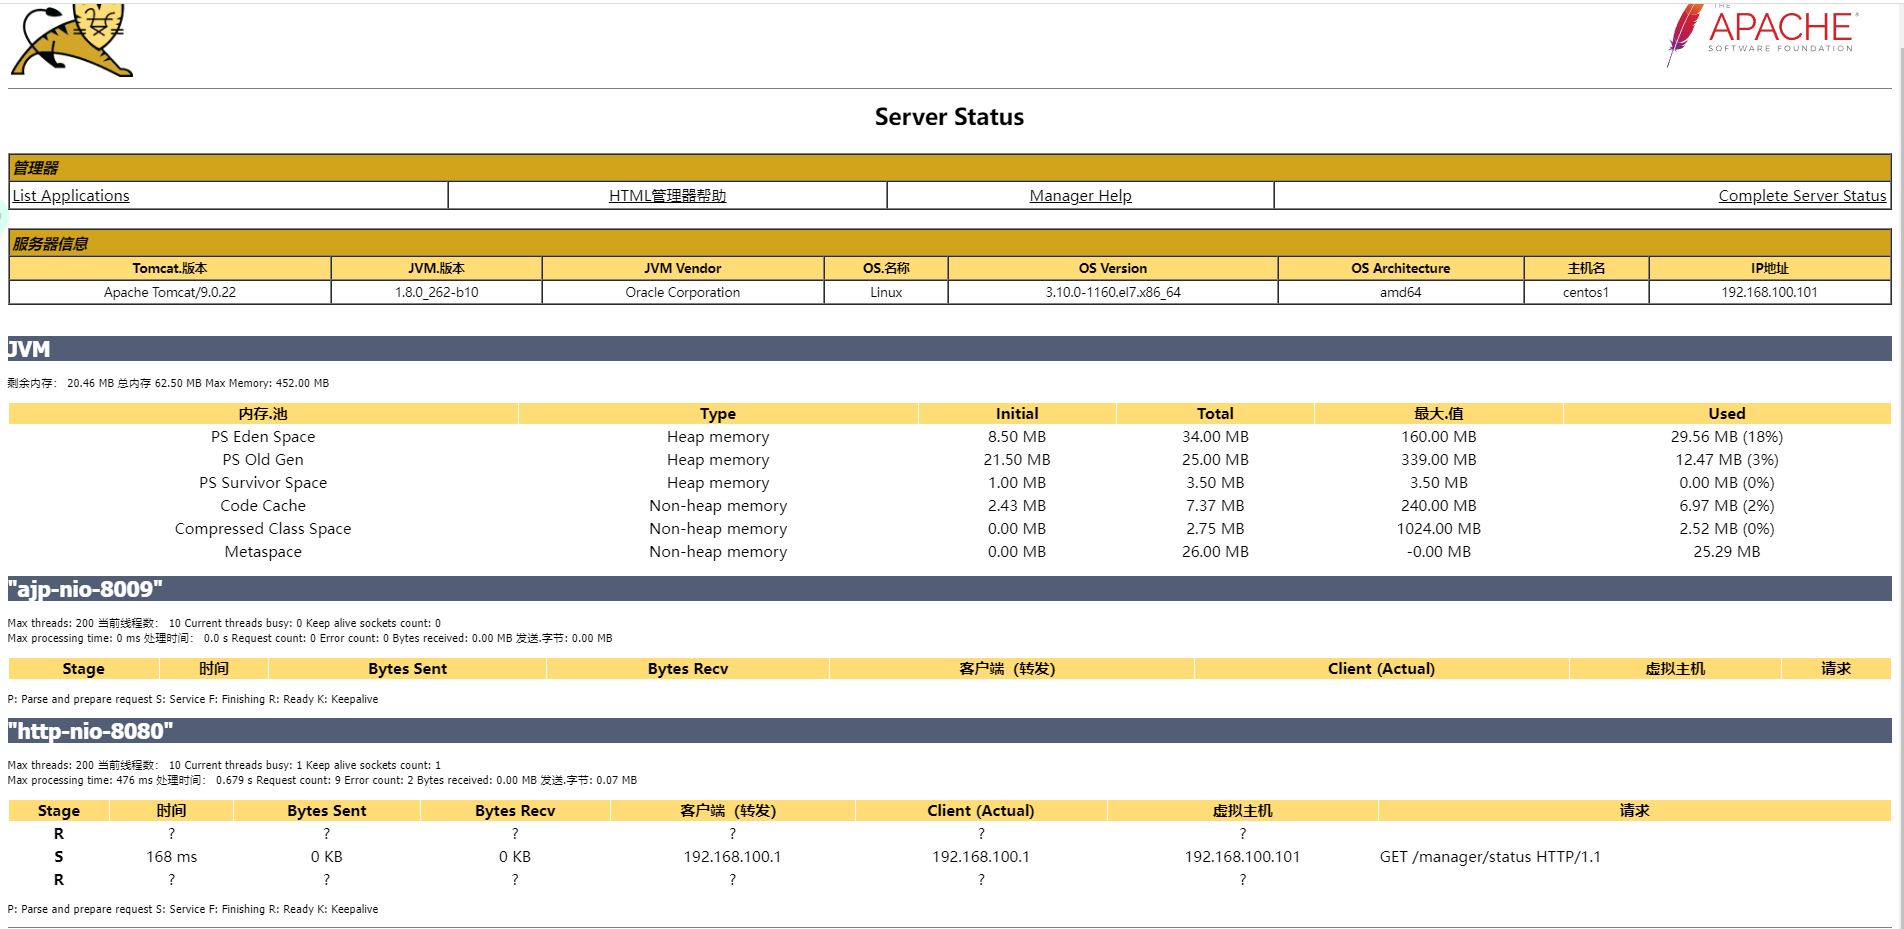 THE
APACHE®
SOFTWARE FOUNDATION
Server Status
管理器
List Applications HTML管理器帮助 Manager Help Complete Server Status
服务器信息
Tomcat.版本 JVM.版本 JVM Vendor OS.名称 OS Version OS Architecture 主机名 IP地址
Apache Tomcat/9.0.22 1.8.0_262-b10 Oracle Corporation Linux 3.10.0-1160.el7.x86_64 amd64 centos1 192.168.100.101
JVM
剩余内存： 20.46 MB 总内存 62.50 MB Max Memory: 452.00 MB
内存.池 Type Initial Total 最大.值 Used
PS Eden Space Heap memory 8.50 MB 34.00 MB 160.00 MB 29.56 MB (18%)
PS Old Gen Heap memory 21.50 MB 25.00 MB 339.00 MB 12.47 MB (3%)
PS Survivor Space Heap memory 1.00 MB 3.50 MB 3.50 MB 0.00 MB (0%)
Code Cache Non-heap memory 2.43 MB 7.37 MB 240.00 MB 6.97 MB (2%)
Compressed Class Space Non-heap memory 0.00 MB 2.75 MB 1024.00 MB 2.52 MB (0%)
Metaspace Non-heap memory 0.00 MB 26.00 MB -0.00 MB 25.29 MB
"ajp-nio-8009"
Max threads: 200 当前线程数： 10 Current threads busy: 0 Keep alive sockets count: 0
Max processing time: 0 ms 处理时间： 0.0 s Request count: 0 Error count: 0 Bytes received: 0.00 MB 发送.字节: 0.00 MB
Stage 时间 Bytes Sent Bytes Recv 客户端（转发） Client (Actual) 虚拟主机 请求
P: Parse and prepare request S: Service F: Finishing R: Ready K: Keepalive
"http-nio-8080"
Max threads: 200 当前线程数： 10 Current threads busy: 1 Keep alive sockets count: 1
Max processing time: 476 ms 处理时间： 0.679 s Request count: 9 Error count: 2 Bytes received: 0.00 MB 发送.字节: 0.07 MB
Stage 时间 Bytes Sent Bytes Recv 客户端（转发） Client (Actual) 虚拟主机 请求
R ? ? ? ? ? ?
S 168 ms 0 KB 0 KB 192.168.100.1 192.168.100.1 192.168.100.101 GET /manager/status HTTP/1.1
R ? ? ? ? ? ?
P: Parse and prepare request S: Service F: Finishing R: Ready K: Keepalive